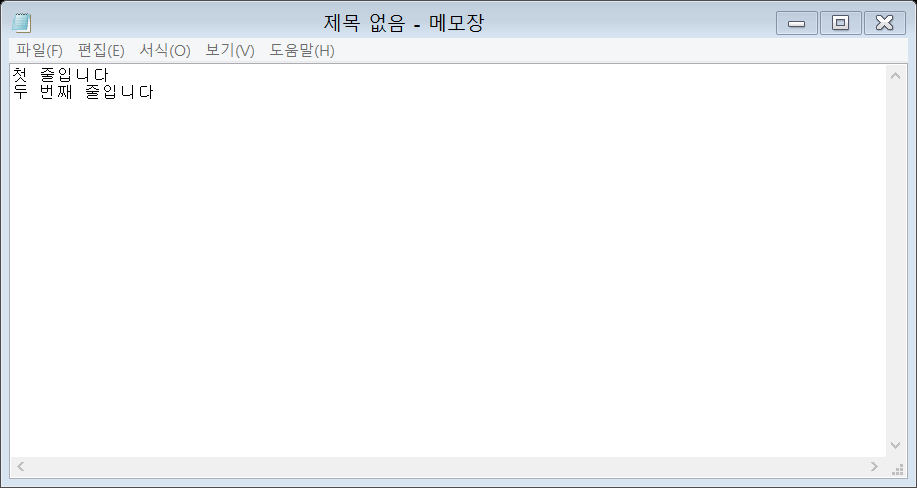 제목 없음 - 메모장
파일(F) 편집(E) 서식(O) 보기(V) 도움말(H)
첫 줄입니다
두 번째 줄입니다